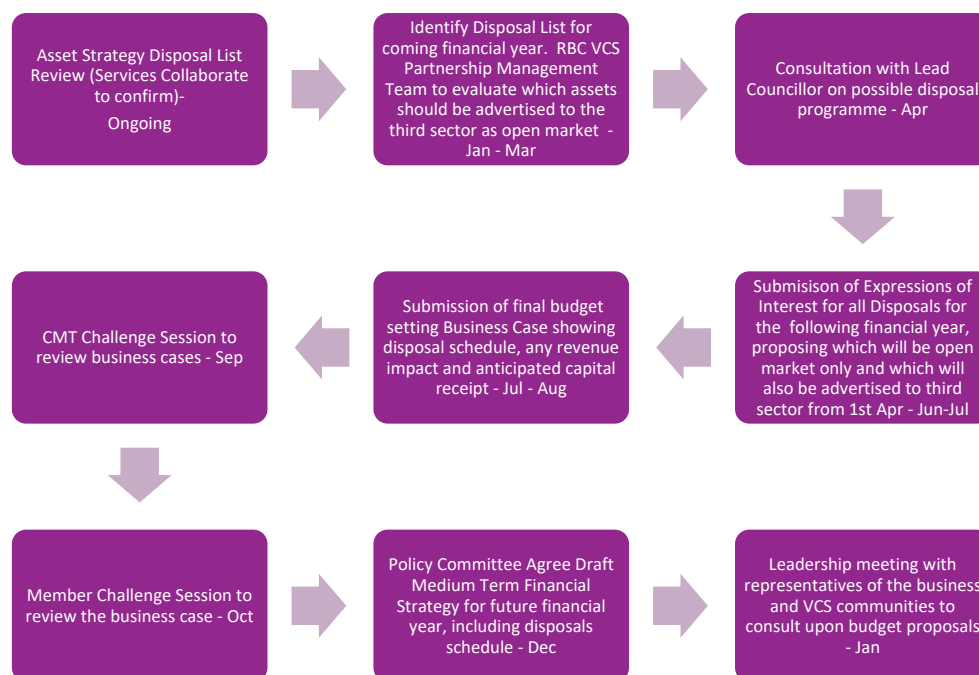 Asset Strategy Disposal List
Review (Services Collaborate
to confirm)-
Ongoing
Identify Disposal List for
coming financial year.  RBC VCS
Partnership Management
Team to evaluate which assets
should be advertised to the
third sector as open market  -
Jan - Mar
Consultation with Lead
Councillor on possible disposal
programme - Apr
Submisison of Expressions of
Interest for all Disposals for
the  following financial year,
proposing which will be open
market only and which will
also be advertised to third
sector from 1st Apr - Jun-Jul
Submission of final budget
setting Business Case showing
disposal schedule, any revenue
impact and anticipated capital
receipt - Jul - Aug
CMT Challenge Session to
review business cases - Sep
Member Challenge Session to
review the business case - Oct
Policy Committee Agree Draft
Medium Term Financial
Strategy for future financial
year, including disposals
schedule - Dec
Leadership meeting with
representatives of the business
and VCS communities to
consult upon budget proposals
- Jan